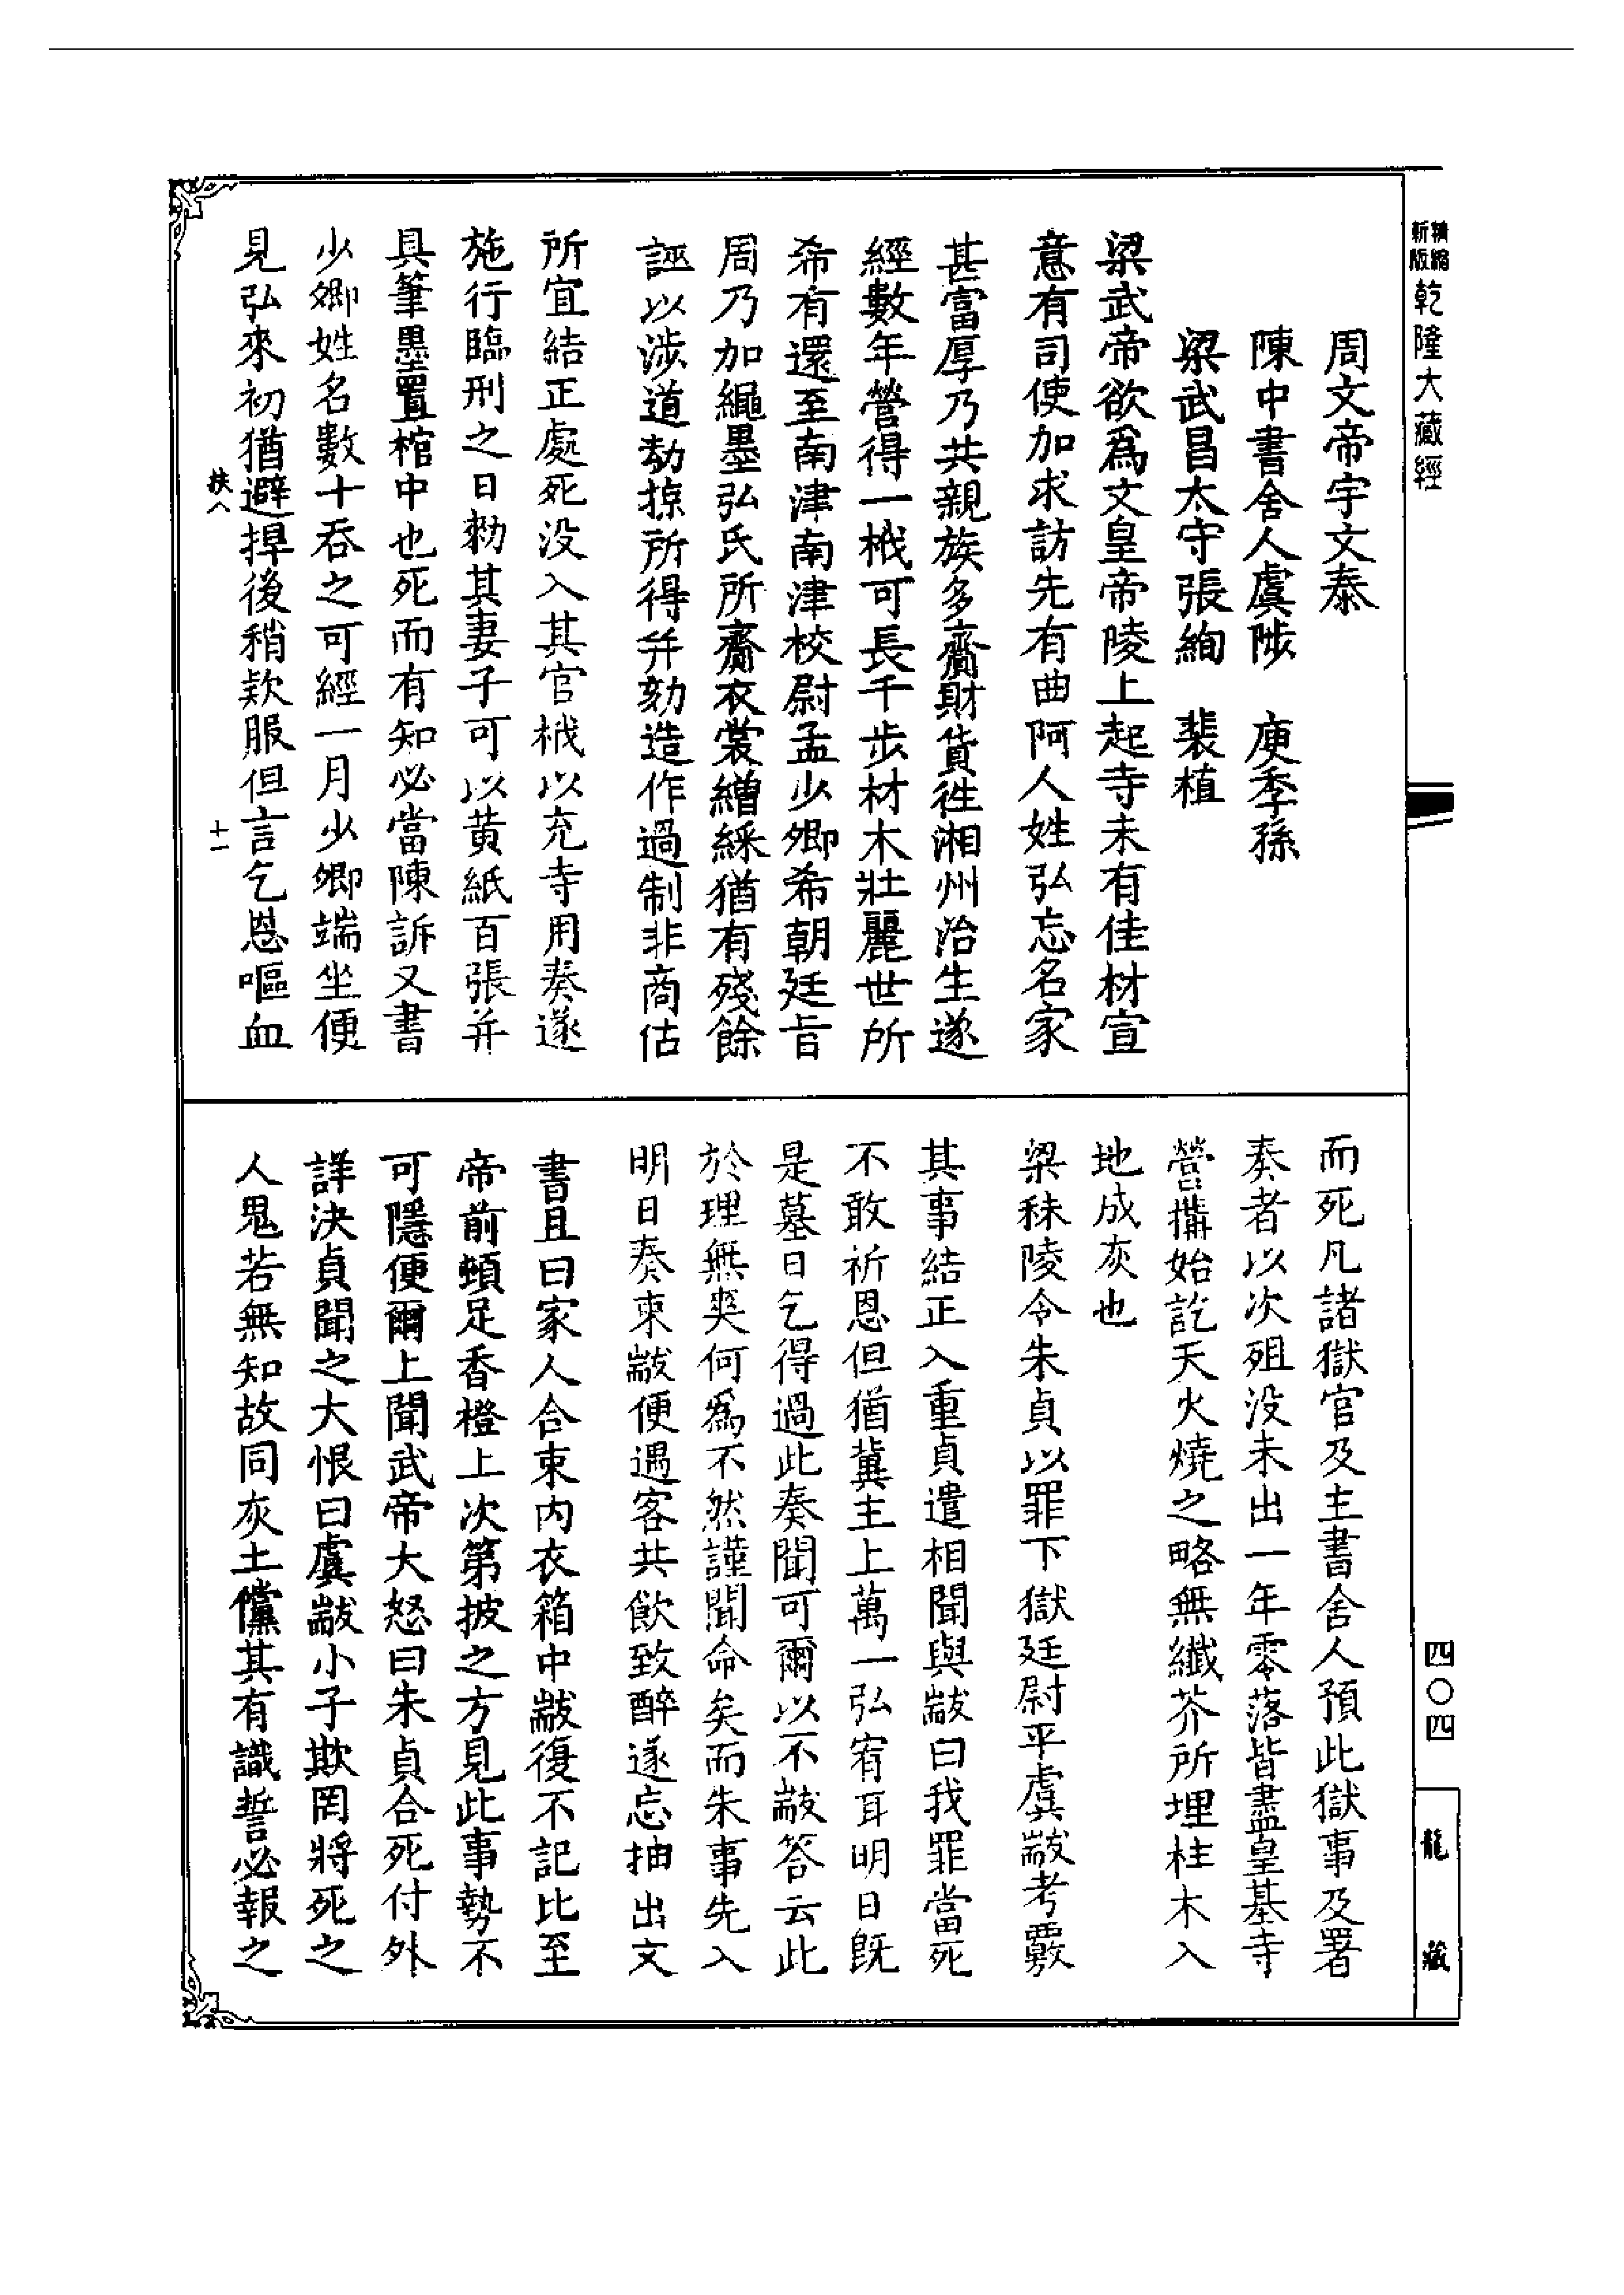 新版精縮乾隆大藏經
周文帝宇文泰
陳中書舍人虞陟　庾季孫
梁武昌太守張絢　裴植
梁武帝欲爲文皇帝陵上起寺未有佳材宣
意有司使加求訪先有曲阿人姓弘忘名家
甚富厚乃共親族多齎財貨徃湘州治生遂
經數年營得一栰可長千步材木壯麗世所
希有還至南津南津校尉孟少卿希朝廷旨
周乃加繩墨弘氏所齎衣裳繒綵猶有殘餘
誣以涉道劫掠所得并劾造作過制非商估
所宜結正處死没入其官栰以充寺用奏遂
施行臨刑之日勑其妻子可以黄紙百張并
具筆墨置棺中也死而有知必當陳訴又書
少卿姓名數十吞之可經一月少卿端坐便
見弘來初猶避捍後稍欵服但言乞恩嘔血
扶八　十一
而死凡諸獄官及主書舍人預此獄事及署
奏者以次殂没未出一年零落皆盡皇基寺
營搆始訖天火燒之略無纖芥所埋柱木入
地成灰也
梁秣陵令朱貞以罪下獄廷尉平虞㪨考覈
其事結正入重貞遣相聞與㪨曰我罪當死
不敢祈恩但猶冀主上萬一弘宥耳明日旣
是墓日乞得過此奏聞可爾以不㪨答云此
於理無爽何爲不然謹聞命矣而朱事先入
明日奏束㪨便遇客共飲致醉遂忘抽出文
書且曰家人合束内衣箱中㪨復不記比至
帝前頓足香橙上次第披之方見此事勢不
可隱便爾上聞武帝大怒曰朱貞合死付外
詳決貞聞之大恨曰虞㪨小子欺罔將死之
人鬼若無知故同灰土儻其有識誓必報之
四〇四
龍藏